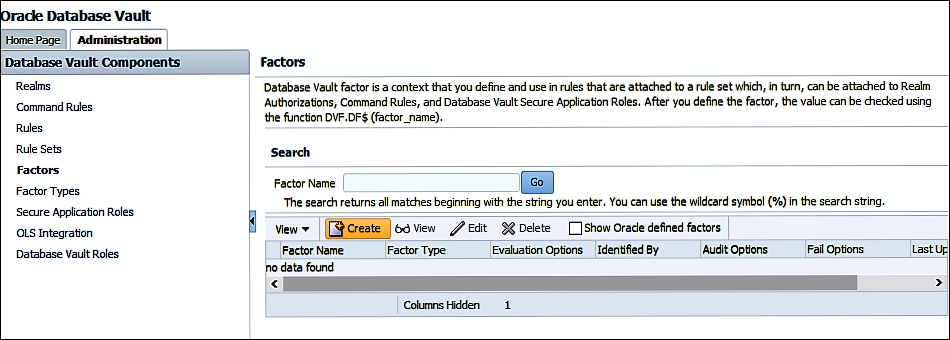 Oracle Database Vault
Home Page
Administration
Database Vault Components
Realms
Command Rules
Rules
Rule Sets
Factors
Factor Types
Secure Application Roles
OLS Integration
Database Vault Roles
Factors
Database Vault factor is a context that you define and use in rules that are attached to a rule set which, in turn, can be attached to Realm
Authorizations, Command Rules, and Database Vault Secure Application Roles. After you define the factor, the value can be checked using
the function DVF.DF$ (factor_name).
Search
Factor Name Go
The search returns all matches beginning with the string you enter. You can use the wildcard symbol (%) in the search string.
View Create View Edit Delete Show Oracle defined factors
Factor Name Factor Type Evaluation Options Identified By Audit Options Fail Options Last Up
no data found
Columns Hidden 1